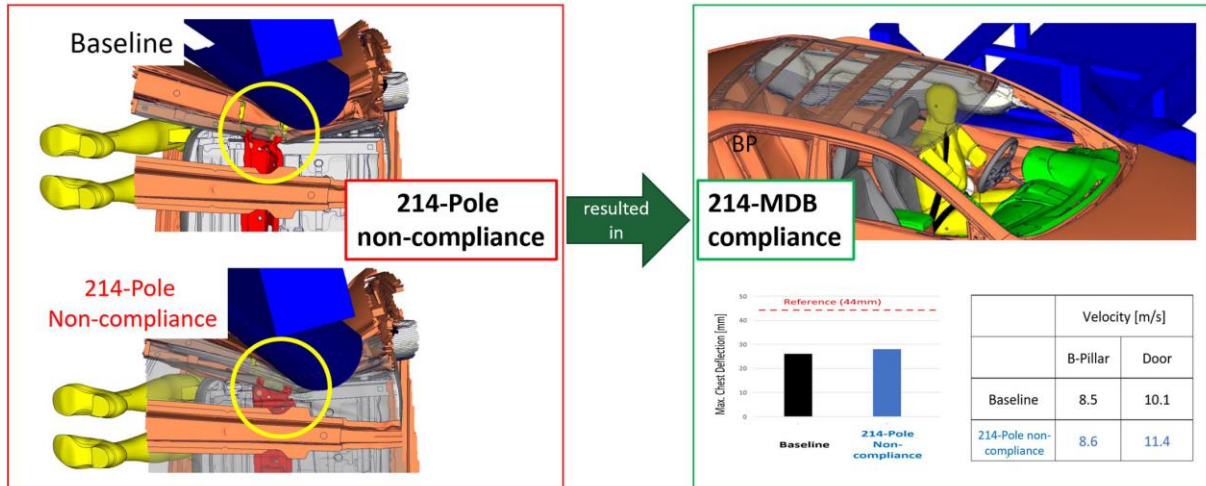 Baseline
214-Pole
non-compliance
214-Pole
Non-compliance
resulted
in
BP
214-MDB
compliance
Max. Chest Deflection [mm]
50
40
30
20
10
0
Reference (44mm)
Baseline
214-Pole
Non-
compliance
Velocity [m/s]
B-Pillar Door
Baseline 8.5 10.1
214-Pole non-
compliance 8.6 11.4